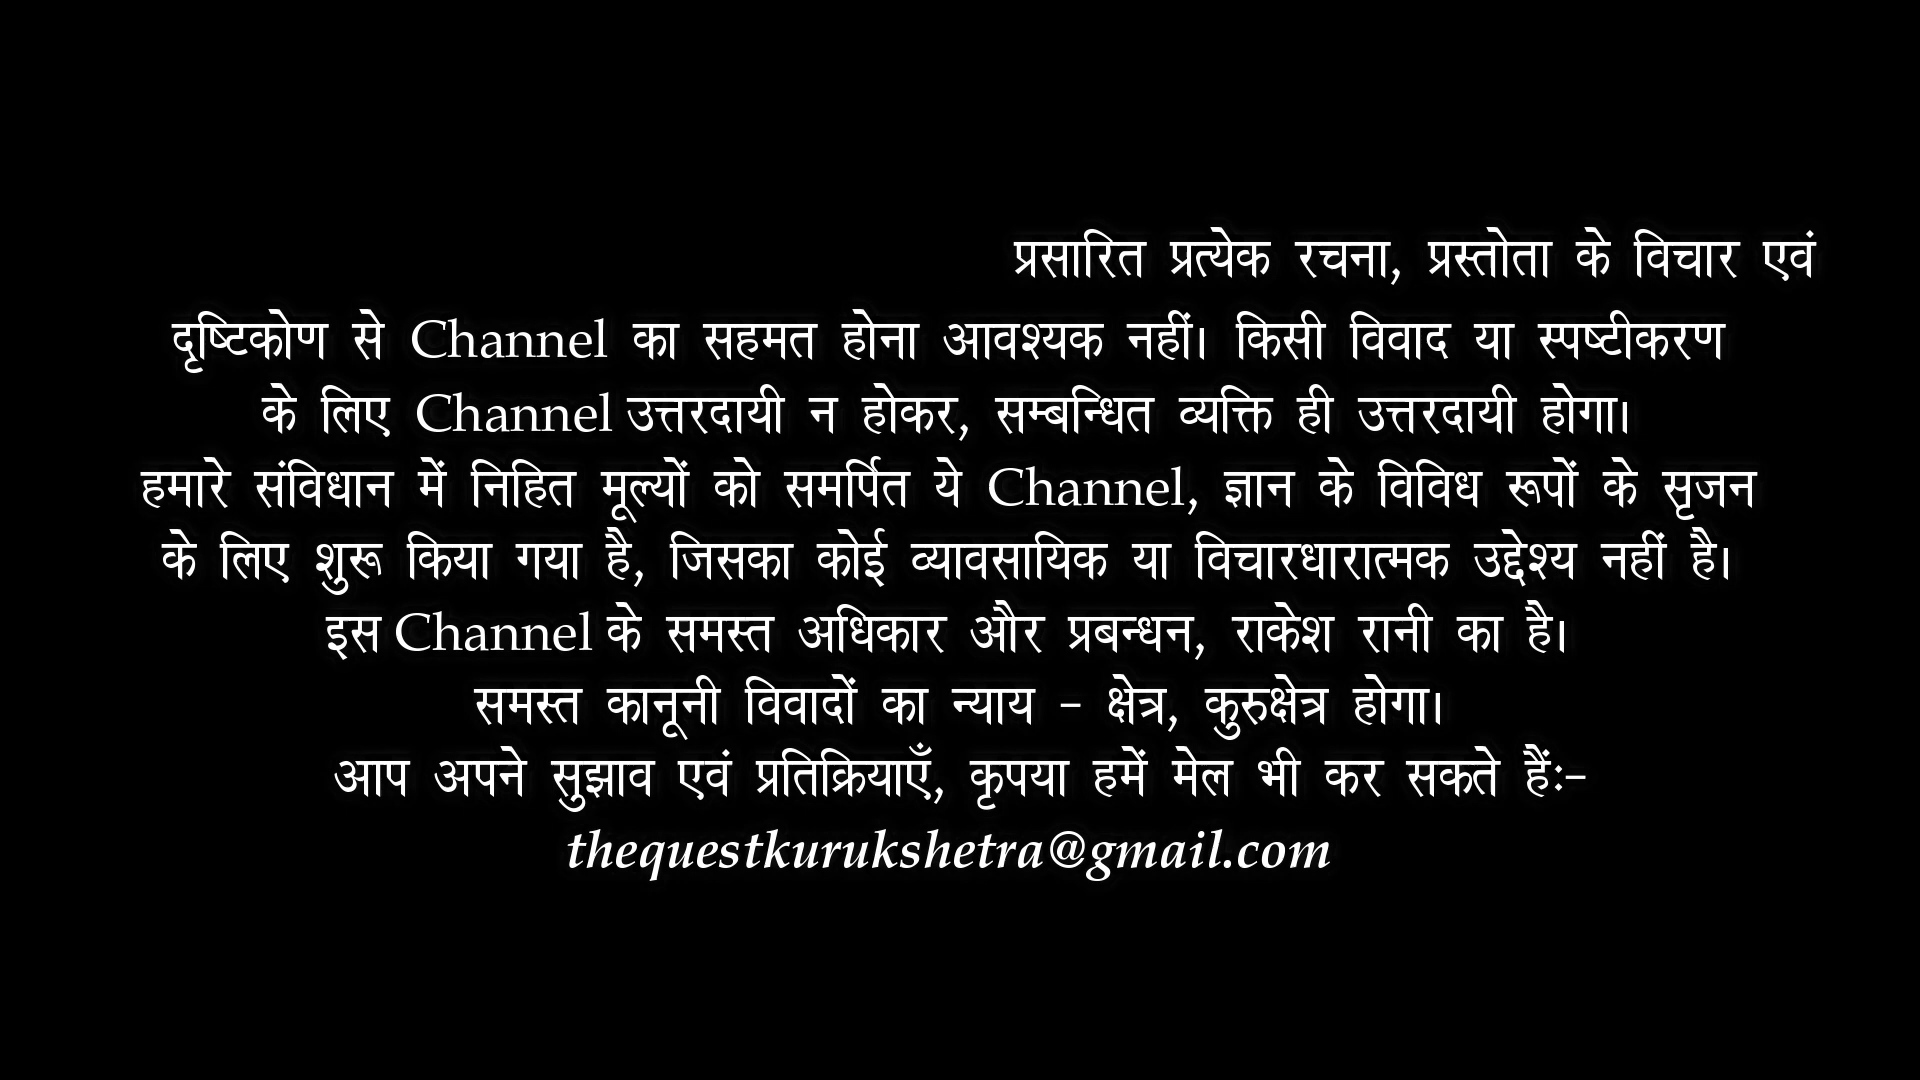 प्रसारित प्रत्येक रचना, प्रस्तोता के विचार एवं
दृष्टिकोण से Channel का सहमत होना आवश्यक नहीं। किसी विवाद या स्पष्टीकरण
के लिए Channel उत्तरदायी न होकर, सम्बन्धित व्यक्ति ही उत्तरदायी होगा।
हमारे संविधान में निहित मूल्यों को समर्पित ये Channel, ज्ञान के विविध रूपों के सृजन
के लिए शुरू किया गया है, जिसका कोई व्यावसायिक या विचारधारात्मक उद्देश्य नहीं है।
इस Channel के समस्त अधिकार और प्रबन्धन, राकेश रानी का है।
समस्त कानूनी विवादों का न्याय - क्षेत्र, कुरुक्षेत्र होगा।
आप अपने सुझाव एवं प्रतिक्रियाएँ, कृपया हमें मेल भी कर सकते हैंः-
thequestkurukshetra@gmail.com